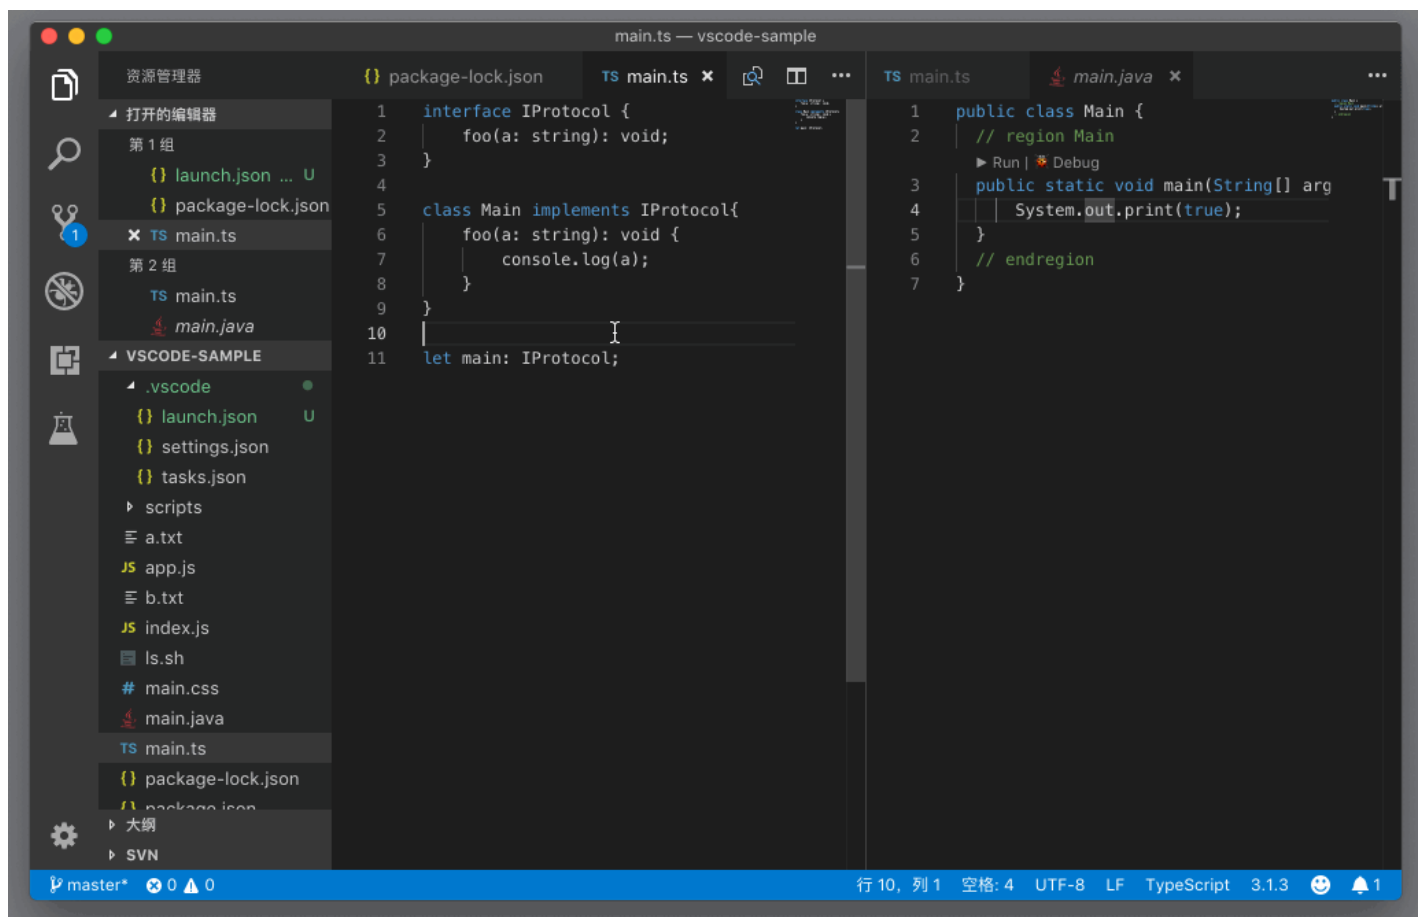 main.ts — vscode-sample
资源管理器
打开的编辑器
第 1 组
{} launch.json ... U
{} package-lock.json
TS main.ts
第 2 组
TS main.ts
main.java
VSCODE-SAMPLE
.vscode
{} launch.json U
{} settings.json
{} tasks.json
scripts
a.txt
JS app.js
b.txt
JS index.js
ls.sh
# main.css
main.java
TS main.ts
{} package-lock.json
{} package.json
大纲
SVN
1
{} package-lock.json
TS main.ts
1 interface IProtocol {
2 foo(a: string): void;
3 }
4
5 class Main implements IProtocol{
6 foo(a: string): void {
7 console.log(a);
8 }
9 }
10
11 let main: IProtocol;
TS main.ts
main.java
1 public class Main {
2 // region Main
Run | Debug
3 public static void main(String[] arg
4 System.out.print(true);
5 }
6 // endregion
7 }
T
master* 0 0
行 10，列 1 空格: 4 UTF-8 LF TypeScript 3.1.3 1